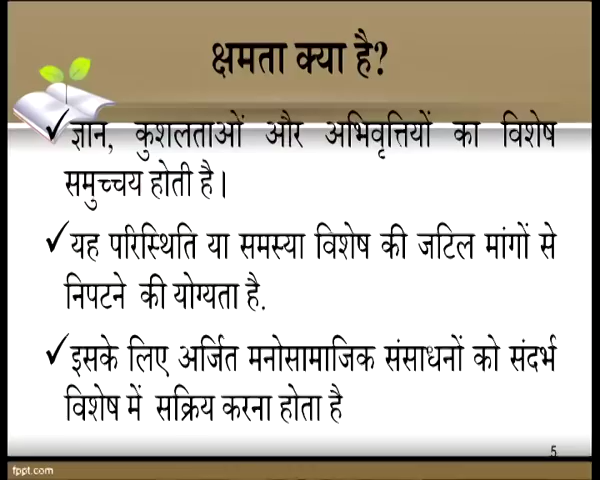 क्षमता क्या है?
ज्ञान, कुशलताओं और अभिवृत्तियों का विशेष
समुच्चय होती है।
यह परिस्थिति या समस्या विशेष की जटिल मांगों से
निपटने की योग्यता है.
इसके लिए अर्जित मनोसामाजिक संसाधनों को संदर्भ
विशेष में सक्रिय करना होता है
5
fppt.com